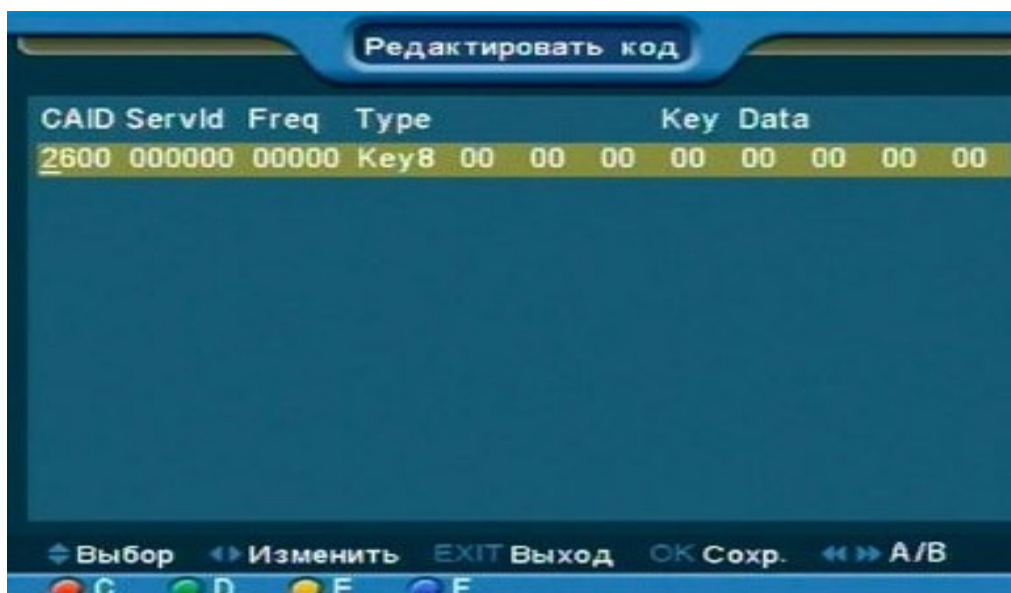 Редактировать код
CAID ServId Freq Type Key Data
2600 000000 00000 Key8 00 00 00 00 00 00 00 00
Выбор Изменить EXIT Выход OK Сохр. A/B
C D E F